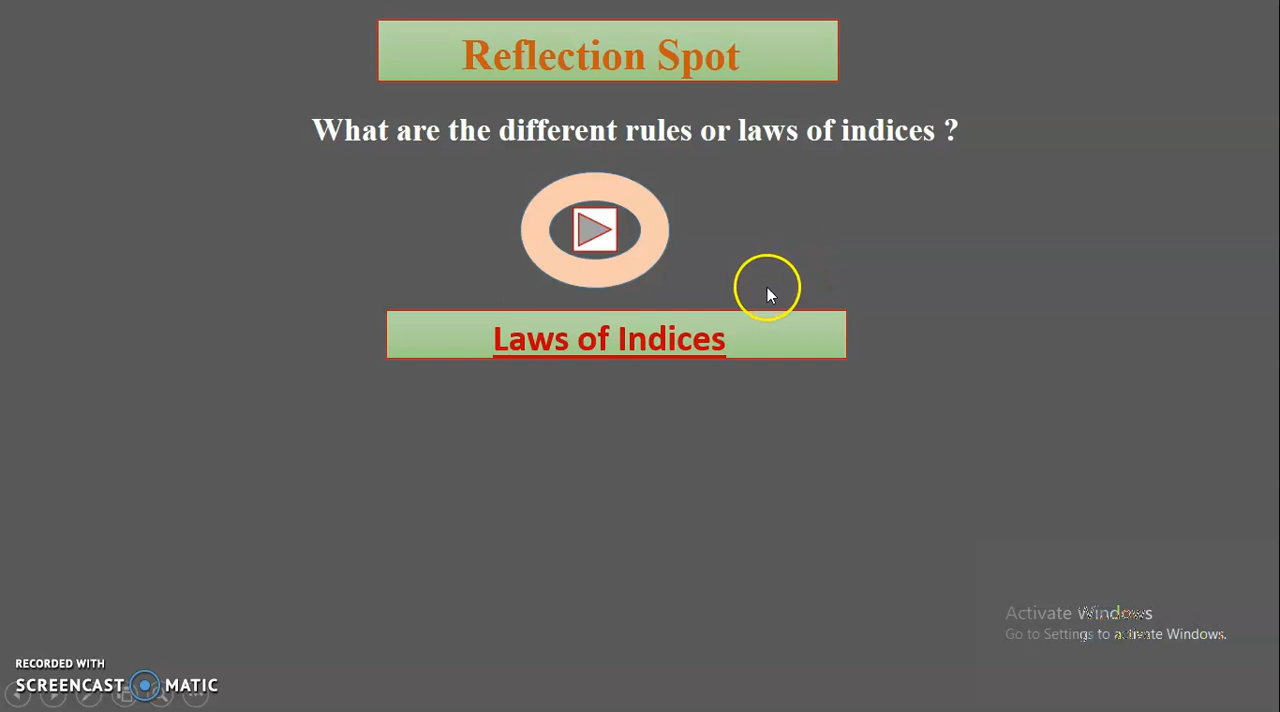 Reflection Spot
What are the different rules or laws of indices ?
Laws of Indices
Activate Windows
Go to Settings to activate Windows.
RECORDED WITH
SCREENCAST MATIC